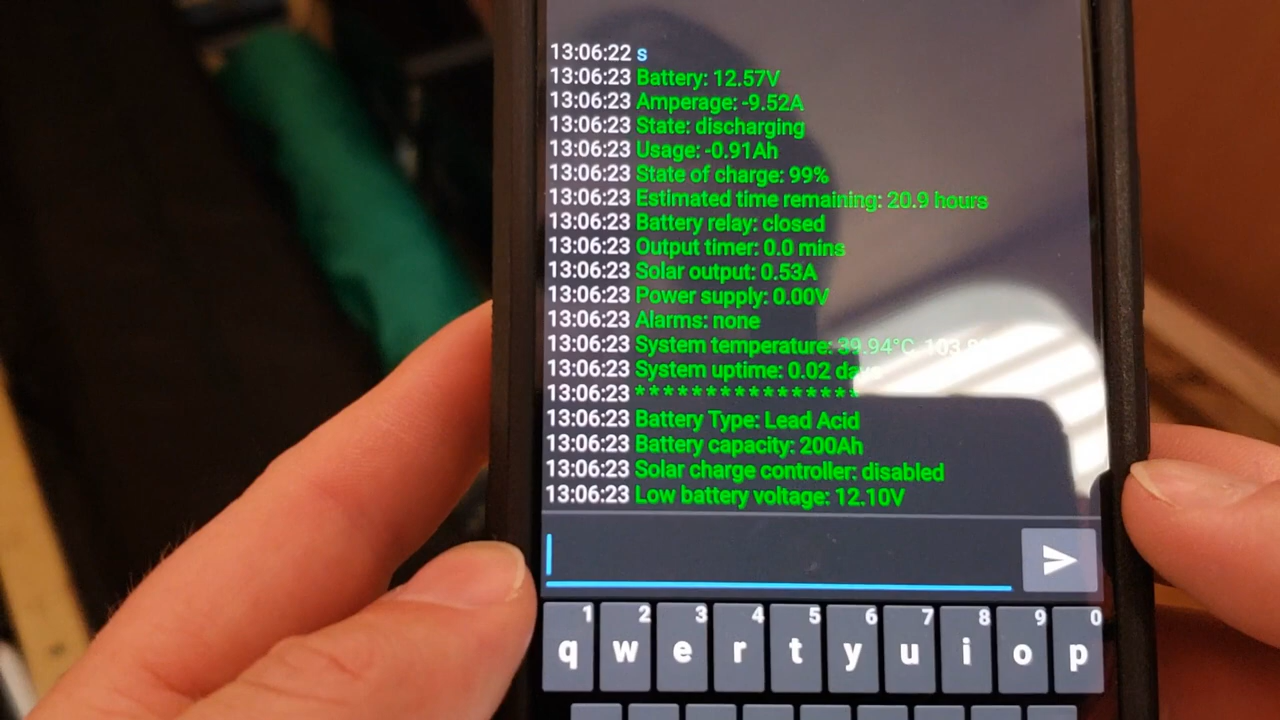 13:06:22 s
13:06:23 Battery: 12.57V
13:06:23 Amperage: -9.52A
13:06:23 State: discharging
13:06:23 Usage: -0.91Ah
13:06:23 State of charge: 99%
13:06:23 Estimated time remaining: 20.9 hours
13:06:23 Battery relay: closed
13:06:23 Output timer: 0.0 mins
13:06:23 Solar output: 0.53A
13:06:23 Power supply: 0.00V
13:06:23 Alarms: none
13:06:23 System temperature: 39.94°C
13:06:23 System uptime: 0.02 days
13:06:23 ****************
13:06:23 Battery Type: Lead Acid
13:06:23 Battery capacity: 200Ah
13:06:23 Solar charge controller: disabled
13:06:23 Low battery voltage: 12.10V
1 2 3 4 5 6 7 8 9 0
q w e r t y u i o p